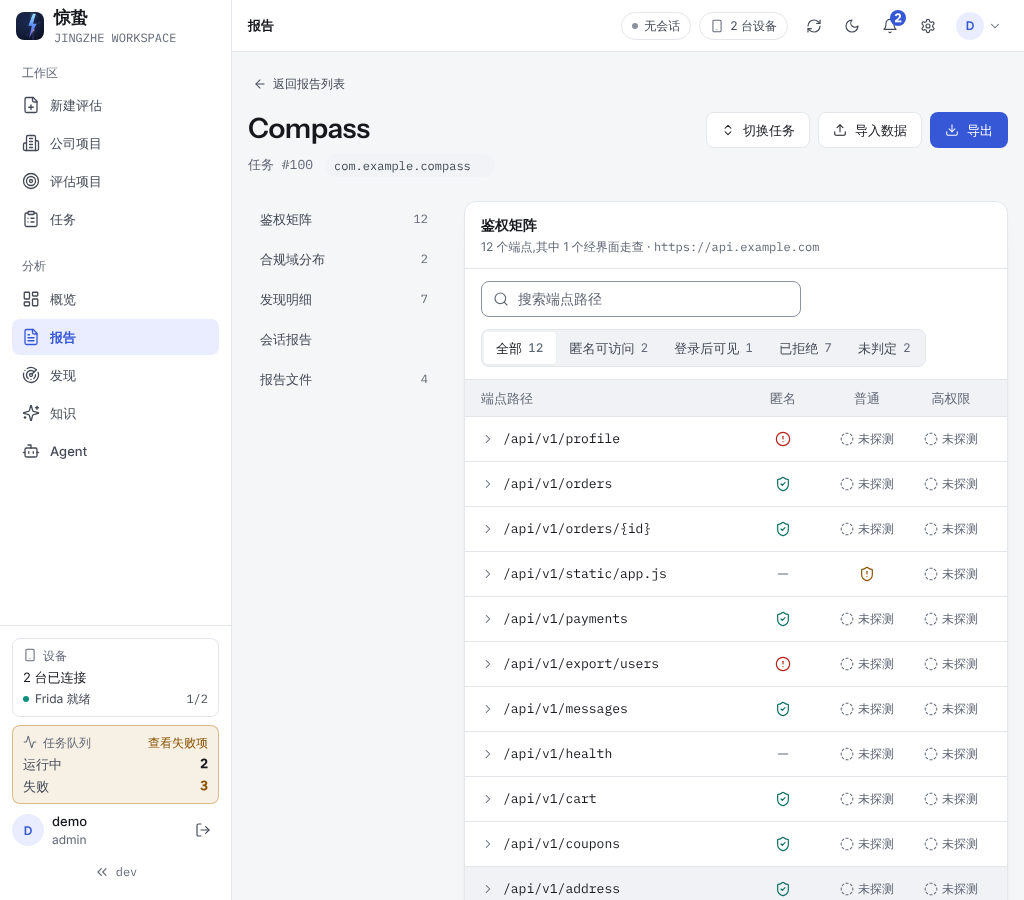 惊蛰
JINGZHE WORKSPACE
工作区
新建评估
公司项目
评估项目
任务
分析
概览
报告
发现
知识
Agent
设备
2 台已连接
Frida 就绪 1/2
任务队列 查看失败项
运行中 2
失败 3
D
demo
admin
dev
报告
无会话
2 台设备
2
D
返回报告列表
Compass
任务 #100 com.example.compass
切换任务
导入数据
导出
鉴权矩阵 12
合规域分布 2
发现明细 7
会话报告
报告文件 4
鉴权矩阵
12 个端点,其中 1 个经界面走查 · https://api.example.com
搜索端点路径
全部 12 匿名可访问 2 登录后可见 1 已拒绝 7 未判定 2
端点路径 匿名 普通 高权限
/api/v1/profile 未探测 未探测
/api/v1/orders 未探测 未探测
/api/v1/orders/{id} 未探测 未探测
/api/v1/static/app.js — 未探测
/api/v1/payments 未探测 未探测
/api/v1/export/users 未探测 未探测
/api/v1/messages 未探测 未探测
/api/v1/health — 未探测 未探测
/api/v1/cart 未探测 未探测
/api/v1/coupons 未探测 未探测
/api/v1/address 未探测 未探测